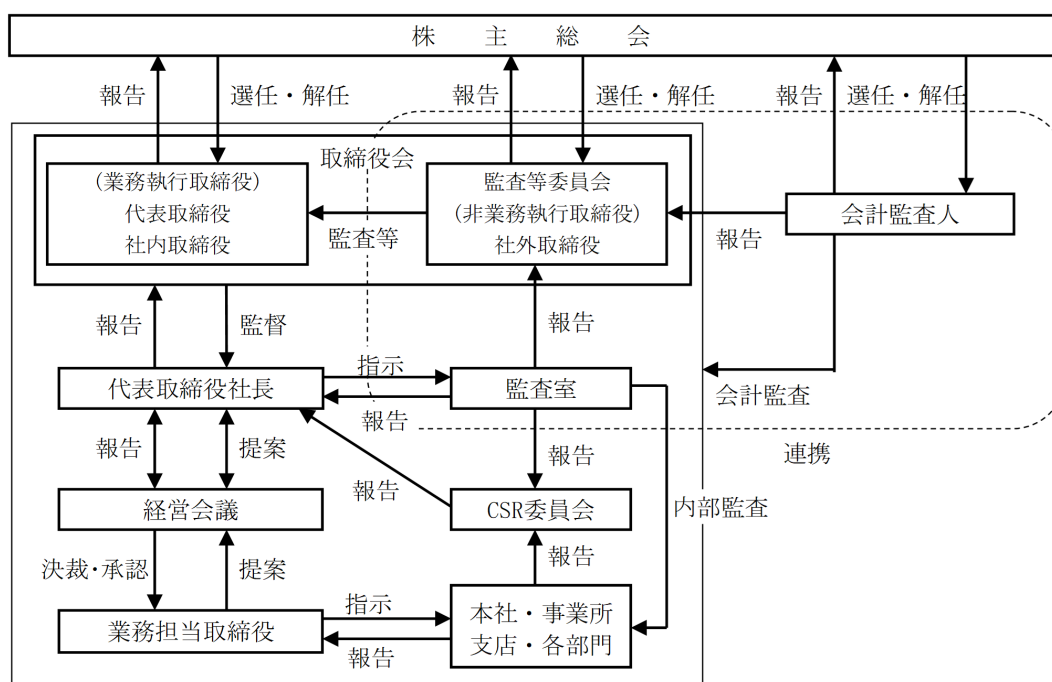 株主総会
報告
選任・解任
報告
選任・解任
報告
選任・解任
取締役会
(業務執行取締役)
代表取締役
社内取締役
監査等
監査等委員会
(非業務執行取締役)
社外取締役
報告
会計監査人
報告
監督
報告
会計監査
指示
代表取締役社長
監査室
報告
連携
報告
提案
報告
報告
内部監査
経営会議
CSR委員会
決裁・承認
提案
報告
指示
業務担当取締役
報告
本社・事業所
支店・各部門